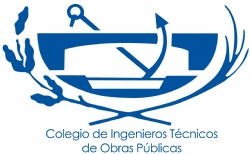 Colegio de Ingenieros Técnicos
de Obras Públicas